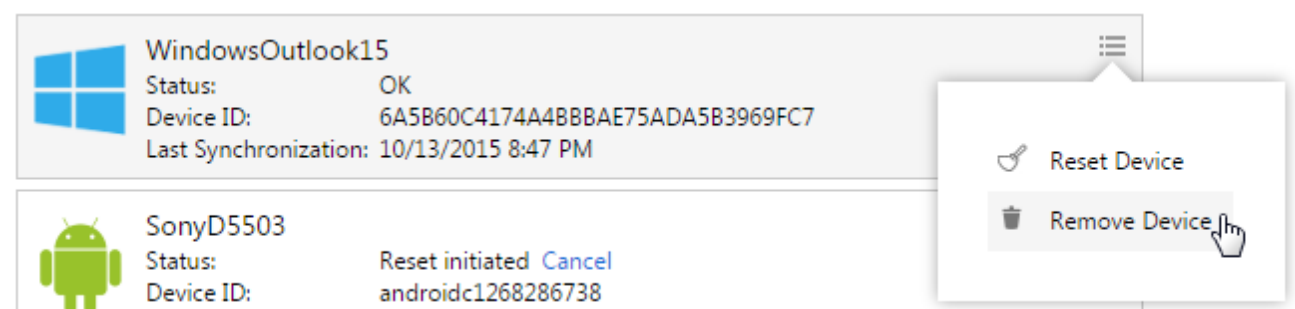 WindowsOutlook15
Status: OK
Device ID: 6A5B60C4174A4BBBAE75ADA5B3969FC7
Last Synchronization: 10/13/2015 8:47 PM
Reset Device
Remove Device
SonyD5503
Status: Reset initiated Cancel
Device ID: androidc1268286738